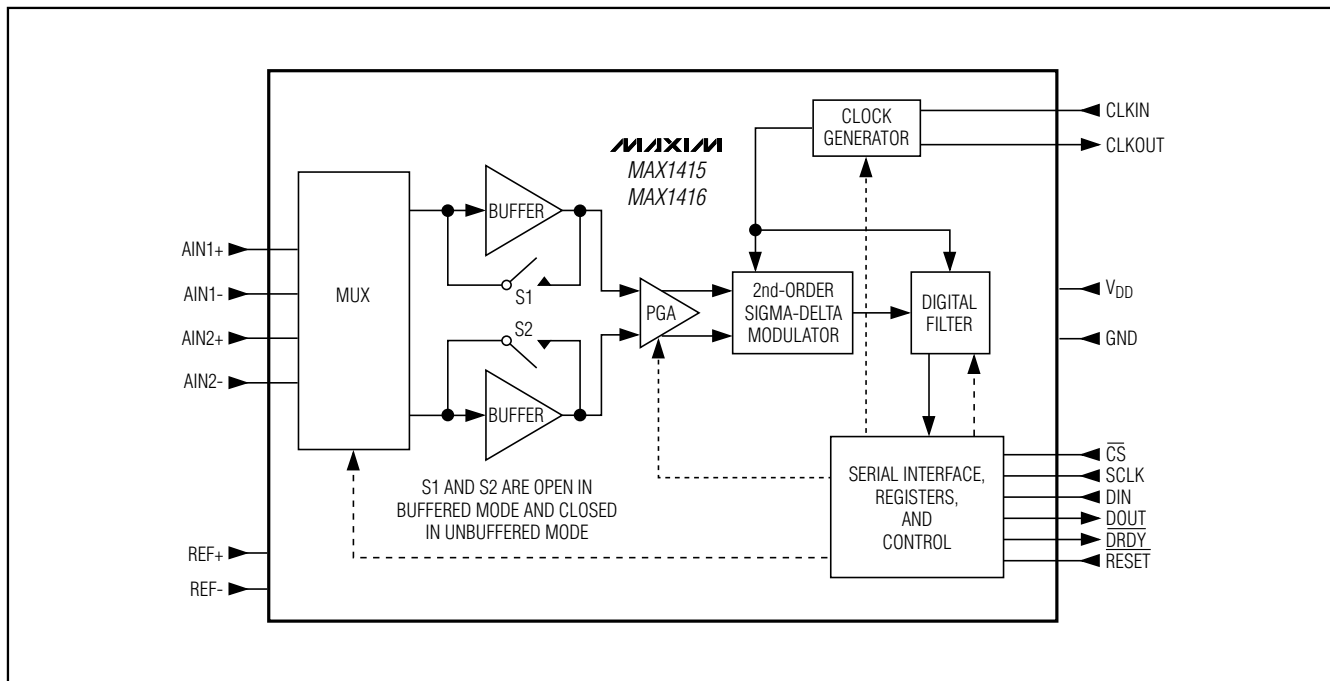 CLOCK
GENERATOR
CLKIN
CLKOUT
MAXIM
MAX1415
MAX1416
BUFFER
AIN1+
AIN1-
AIN2+
AIN2-
MUX
S1
S2
PGA
2nd-ORDER
SIGMA-DELTA
MODULATOR
DIGITAL
FILTER
VDD
GND
BUFFER
S1 AND S2 ARE OPEN IN
BUFFERED MODE AND CLOSED
IN UNBUFFERED MODE
SERIAL INTERFACE,
REGISTERS,
AND
CONTROL
CS
SCLK
DIN
DOUT
DRDY
RESET
REF+
REF-